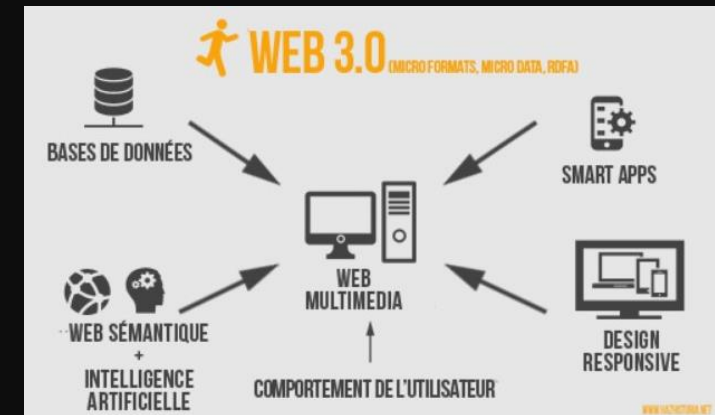 WEB 3.0 (MICRO FORMATS, MICRO DATA, RDFA)
BASES DE DONNÉES
SMART APPS
WEB
MULTIMEDIA
WEB SÉMANTIQUE
+
INTELLIGENCE
ARTIFICIELLE
COMPORTEMENT DE L'UTILISATEUR
DESIGN
RESPONSIVE